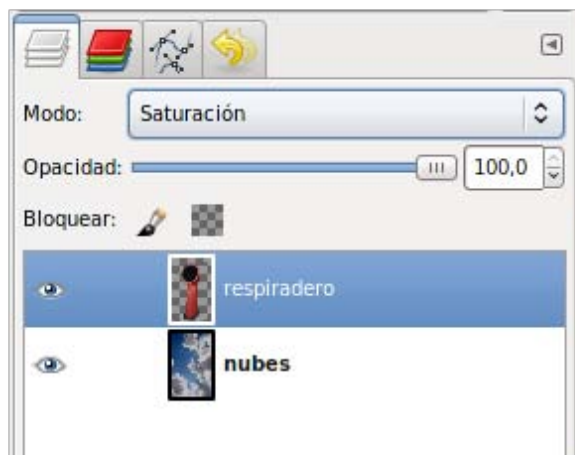 Modo: Saturación
Opacidad: 100,0
Bloquear:
respiradero
nubes